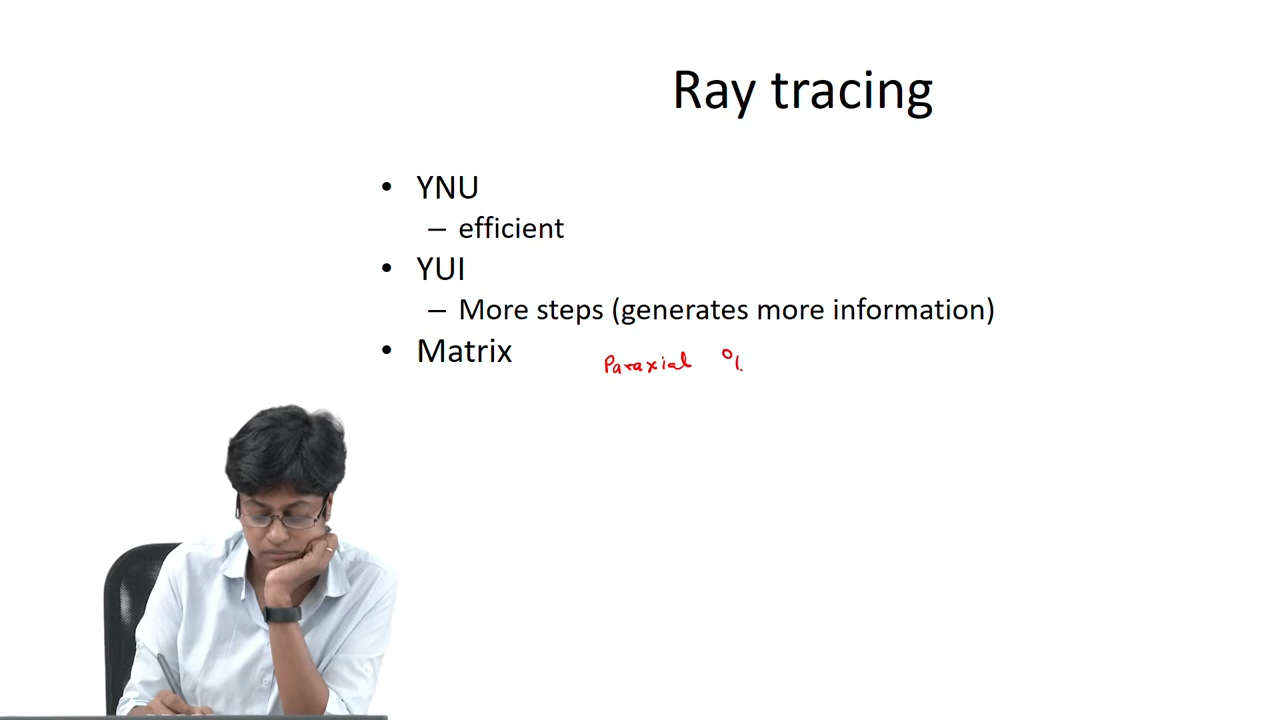 Ray tracing
• YNU
– efficient
• YUI
– More steps (generates more information)
• Matrix Paraxial